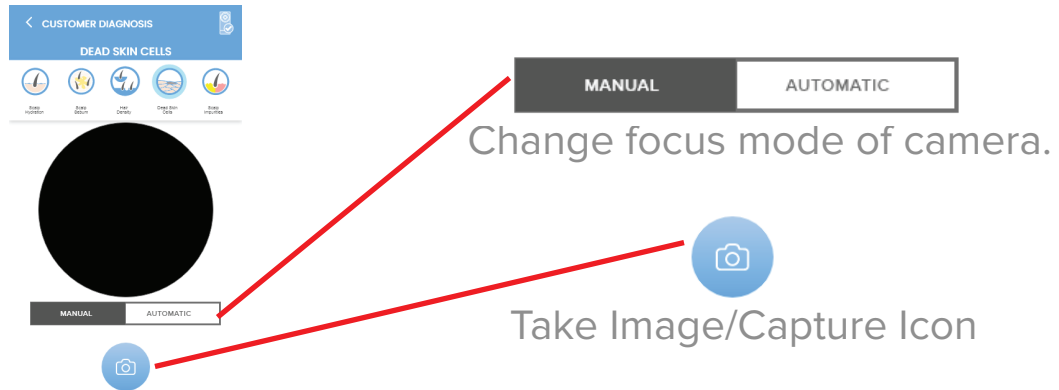 CUSTOMER DIAGNOSIS
DEAD SKIN CELLS
Scalp Hydration
Scalp Sebum
Hair Density
Dead Skin Cells
Scalp Impurities
MANUAL AUTOMATIC
MANUAL AUTOMATIC
Change focus mode of camera.
Take Image/Capture Icon